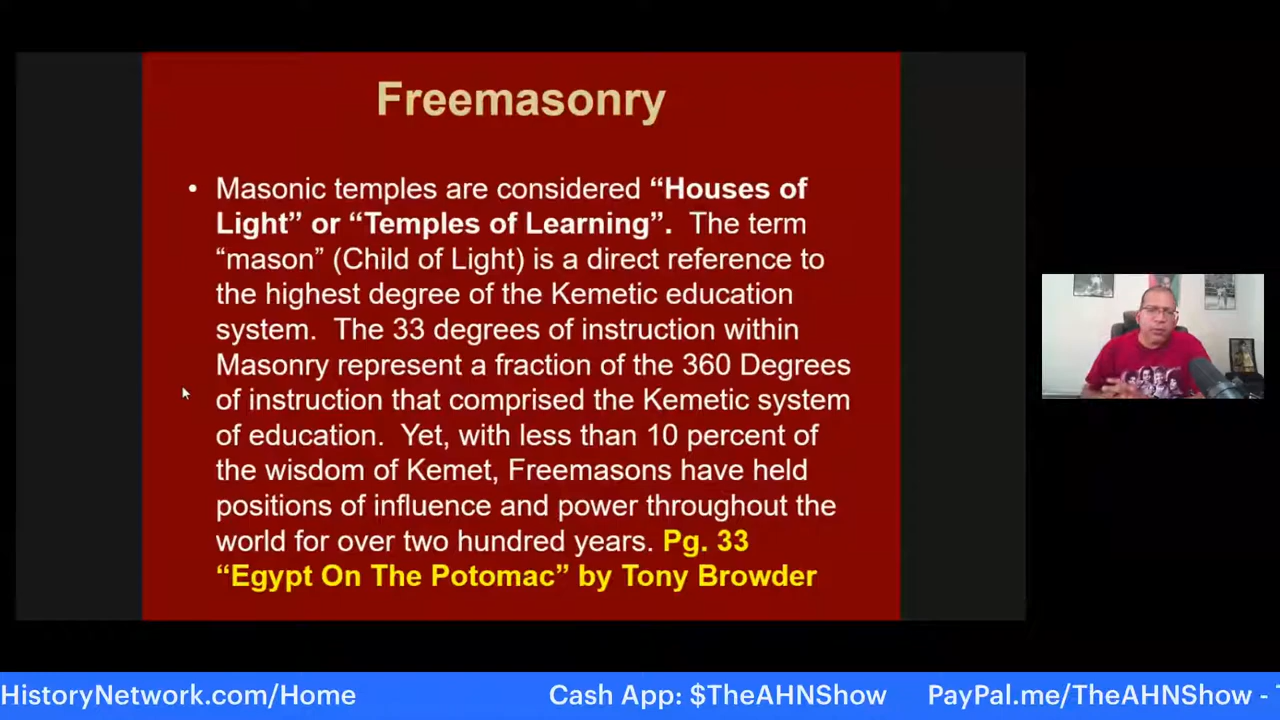 Freemasonry
• Masonic temples are considered “Houses of
Light” or “Temples of Learning”. The term
“mason” (Child of Light) is a direct reference to
the highest degree of the Kemetic education
system. The 33 degrees of instruction within
Masonry represent a fraction of the 360 Degrees
of instruction that comprised the Kemetic system
of education. Yet, with less than 10 percent of
the wisdom of Kemet, Freemasons have held
positions of influence and power throughout the
world for over two hundred years. Pg. 33
“Egypt On The Potomac” by Tony Browder
HistoryNetwork.com/Home Cash App: $TheAHNShow PayPal.me/TheAHNShow -